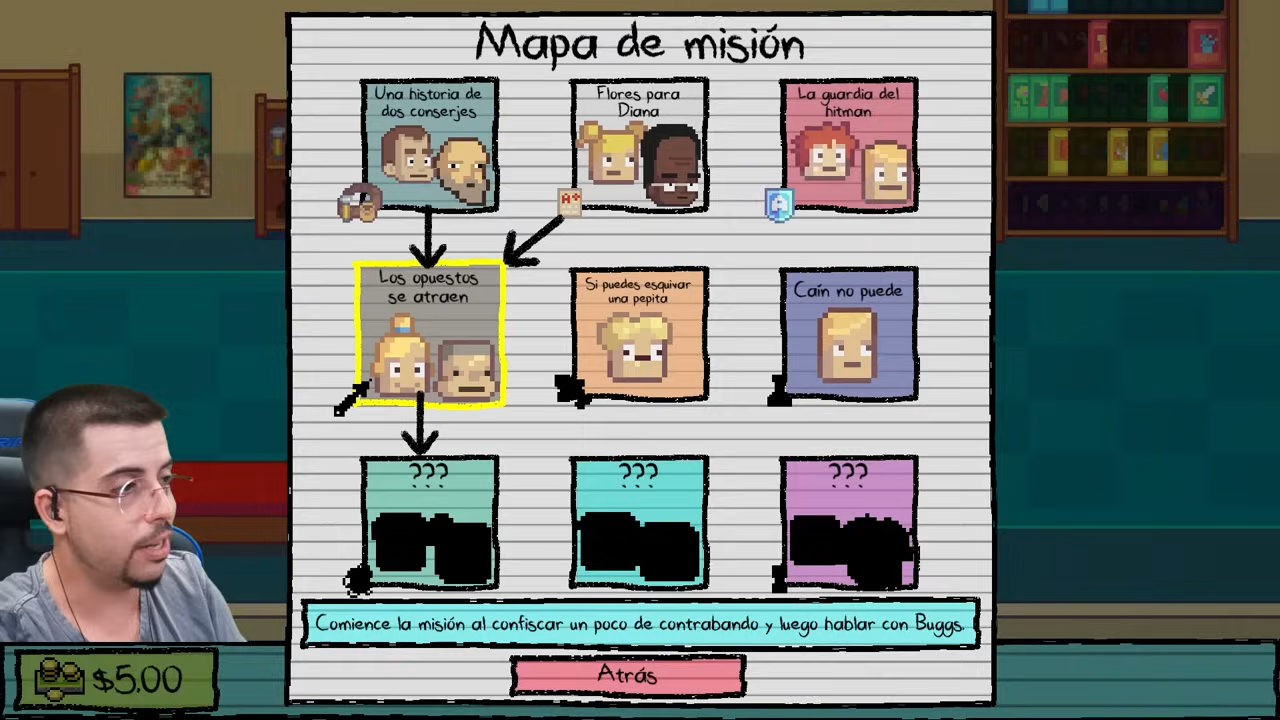 Mapa de misión
Una historia de
dos conserjes
Flores para
Diana
La guardia del
hitman
A+
A
Los opuestos
se atraen
Si puedes esquivar
una pepita
Caín no puede
???
???
???
Comience la misión al confiscar un poco de contrabando y luego hablar con Buggs.
Atrás
$5.00